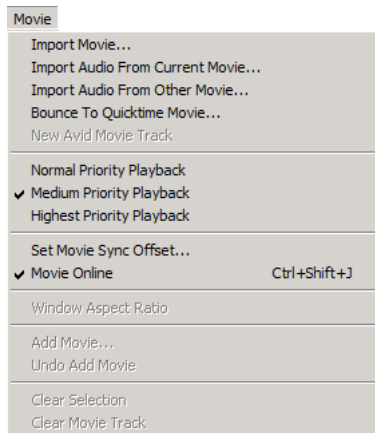 Movie
Import Movie...
Import Audio From Current Movie...
Import Audio From Other Movie...
Bounce To Quicktime Movie...
New Avid Movie Track
Normal Priority Playback
Medium Priority Playback
Highest Priority Playback
Set Movie Sync Offset...
Movie Online Ctrl+Shift+J
Window Aspect Ratio
Add Movie...
Undo Add Movie
Clear Selection
Clear Movie Track